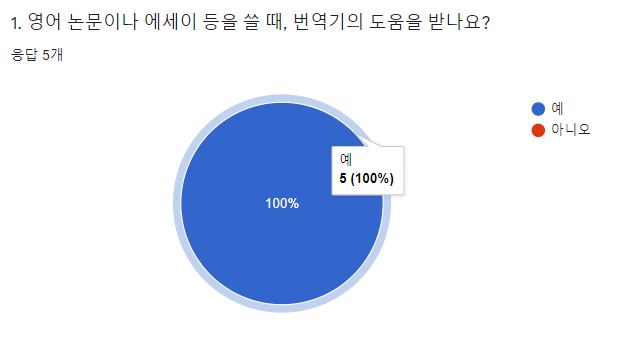 1. 영어 논문이나 에세이 등을 쓸 때, 번역기의 도움을 받나요?
응답 5개
예
아니오
예
5 (100%)
100%